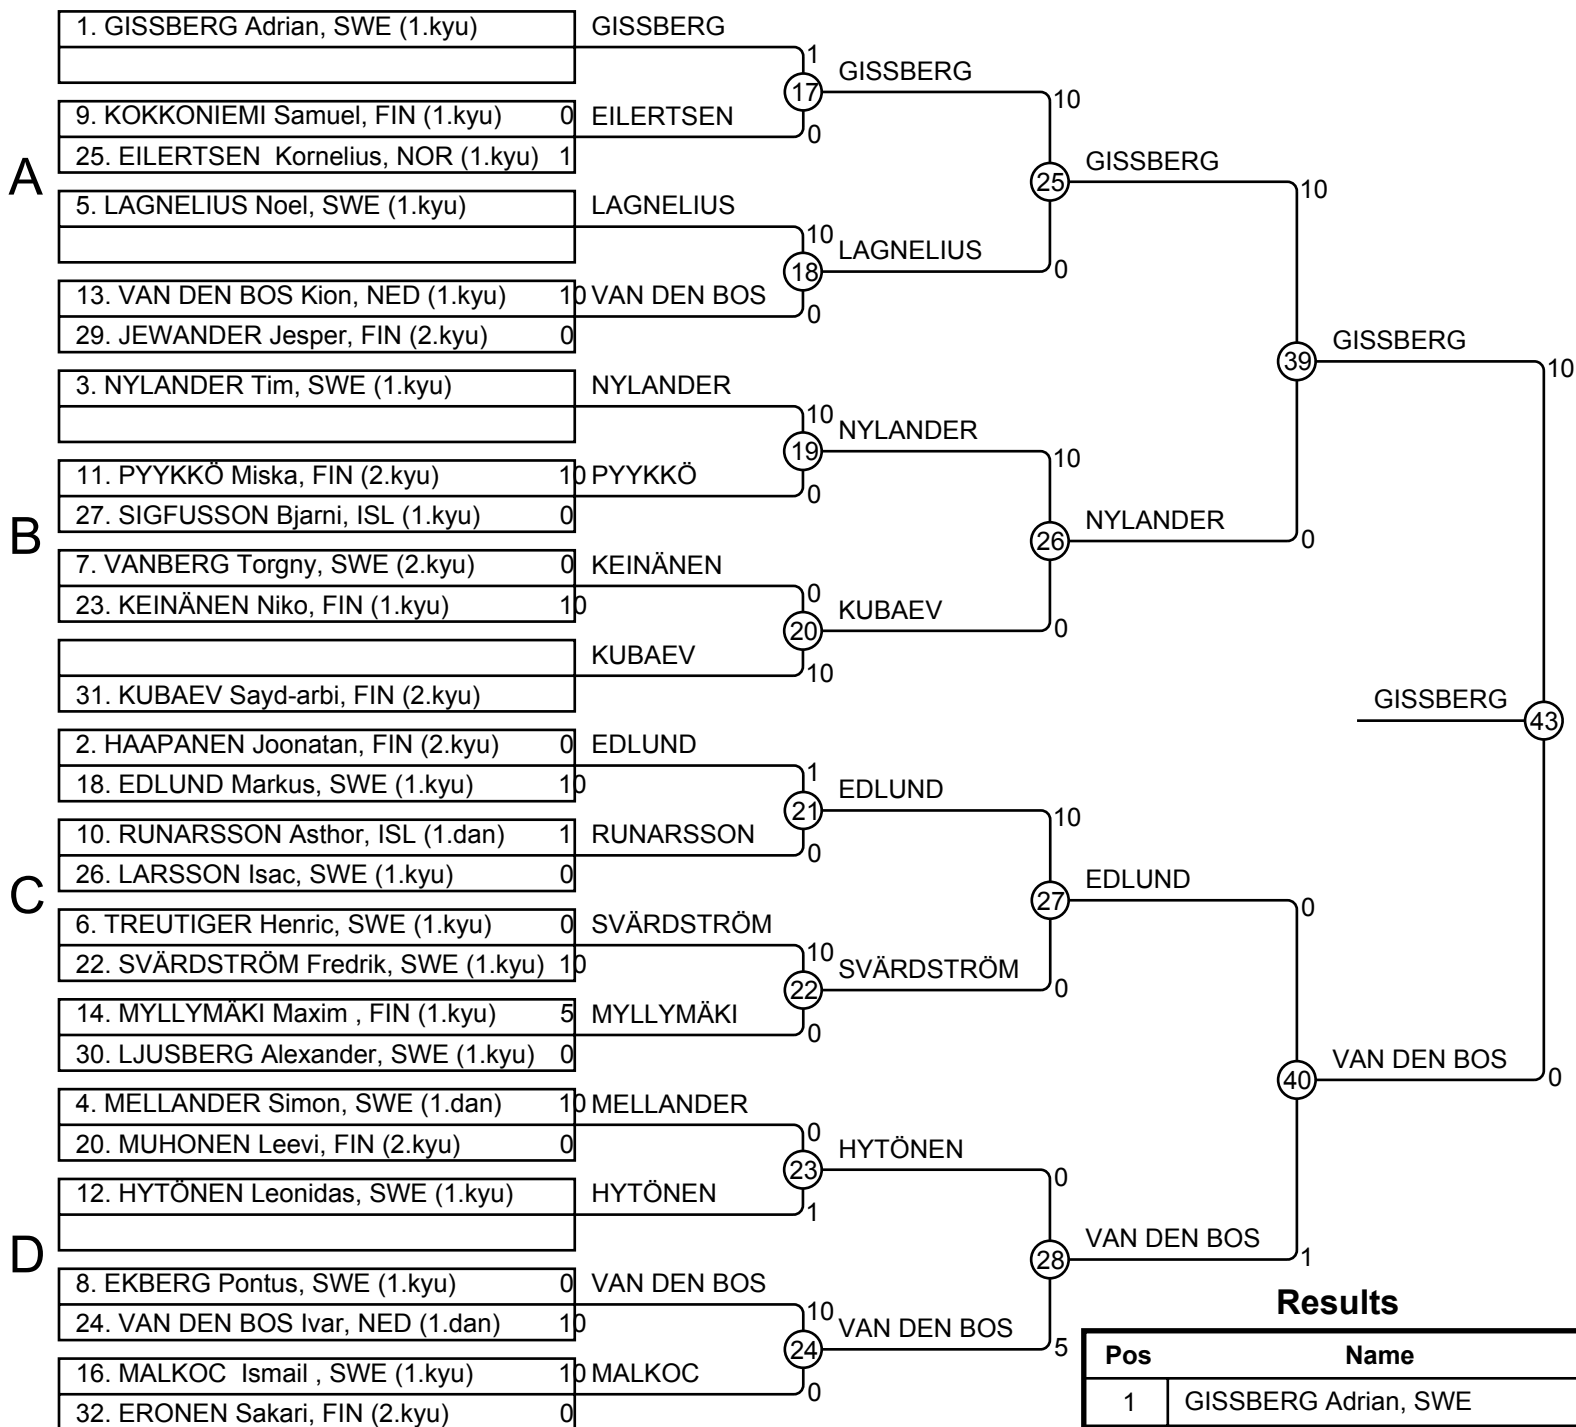 A
1. GISSBERG Adrian, SWE (1.kyu)
9. KOKKONIEMI Samuel, FIN (1.kyu) 0
25. EILERTSEN Kornelius, NOR (1.kyu) 1
5. LAGNELIUS Noel, SWE (1.kyu)
13. VAN DEN BOS Kion, NED (1.kyu) 10
29. JEWANDER Jesper, FIN (2.kyu) 0
B
3. NYLANDER Tim, SWE (1.kyu)
11. PYYKKÖ Miska, FIN (2.kyu) 10
27. SIGFUSSON Bjarni, ISL (1.kyu) 0
7. VANBERG Torgny, SWE (2.kyu) 0
23. KEINÄNEN Niko, FIN (1.kyu) 10
31. KUBAEV Sayd-arbi, FIN (2.kyu)
C
2. HAAPANEN Joonatan, FIN (2.kyu) 0
18. EDLUND Markus, SWE (1.kyu) 10
10. RUNARSSON Asthor, ISL (1.dan) 1
26. LARSSON Isac, SWE (1.kyu) 0
6. TREUTIGER Henric, SWE (1.kyu) 0
22. SVÄRDSTRÖM Fredrik, SWE (1.kyu) 10
14. MYLLYMÄKI Maxim , FIN (1.kyu) 5
30. LJUSBERG Alexander, SWE (1.kyu) 0
D
4. MELLANDER Simon, SWE (1.dan) 10
20. MUHONEN Leevi, FIN (2.kyu) 0
12. HYTÖNEN Leonidas, SWE (1.kyu)
8. EKBERG Pontus, SWE (1.kyu) 0
24. VAN DEN BOS Ivar, NED (1.dan) 10
16. MALKOC Ismail , SWE (1.kyu) 10
32. ERONEN Sakari, FIN (2.kyu) 0
GISSBERG
1
17
EILERTSEN
0
LAGNELIUS
10
18
VAN DEN BOS
0
NYLANDER
10
19
PYYKKÖ
0
KEINÄNEN
0
20
KUBAEV
10
EDLUND
1
21
RUNARSSON
0
SVÄRDSTRÖM
10
22
MYLLYMÄKI
0
MELLANDER
0
23
HYTÖNEN
1
VAN DEN BOS
10
24
MALKOC
0
GISSBERG
10
25
LAGNELIUS
0
NYLANDER
10
26
KUBAEV
0
EDLUND
10
27
SVÄRDSTRÖM
0
HYTÖNEN
0
28
VAN DEN BOS
5
GISSBERG
10
39
NYLANDER
0
EDLUND
0
40
VAN DEN BOS
1
GISSBERG
10
GISSBERG
43
VAN DEN BOS
0
Results
Pos Name
1 GISSBERG Adrian, SWE